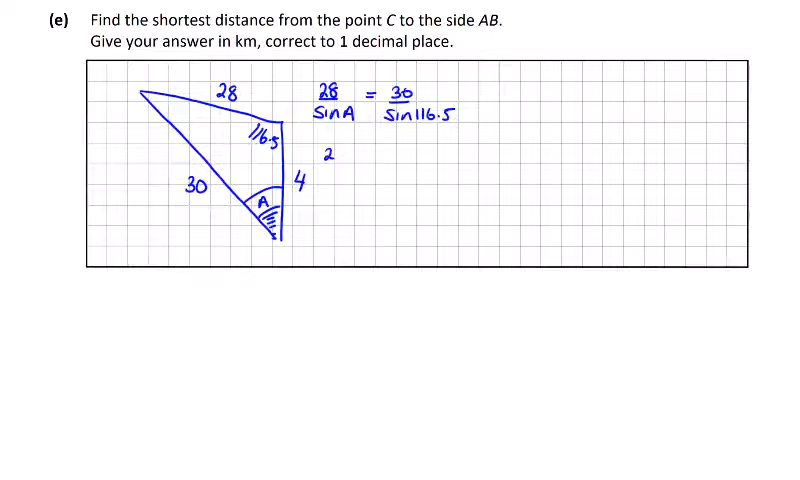 (e) Find the shortest distance from the point C to the side AB.
Give your answer in km, correct to 1 decimal place.
28
28/Sin A = 30/Sin 116.5
116.5
2
30
4
A